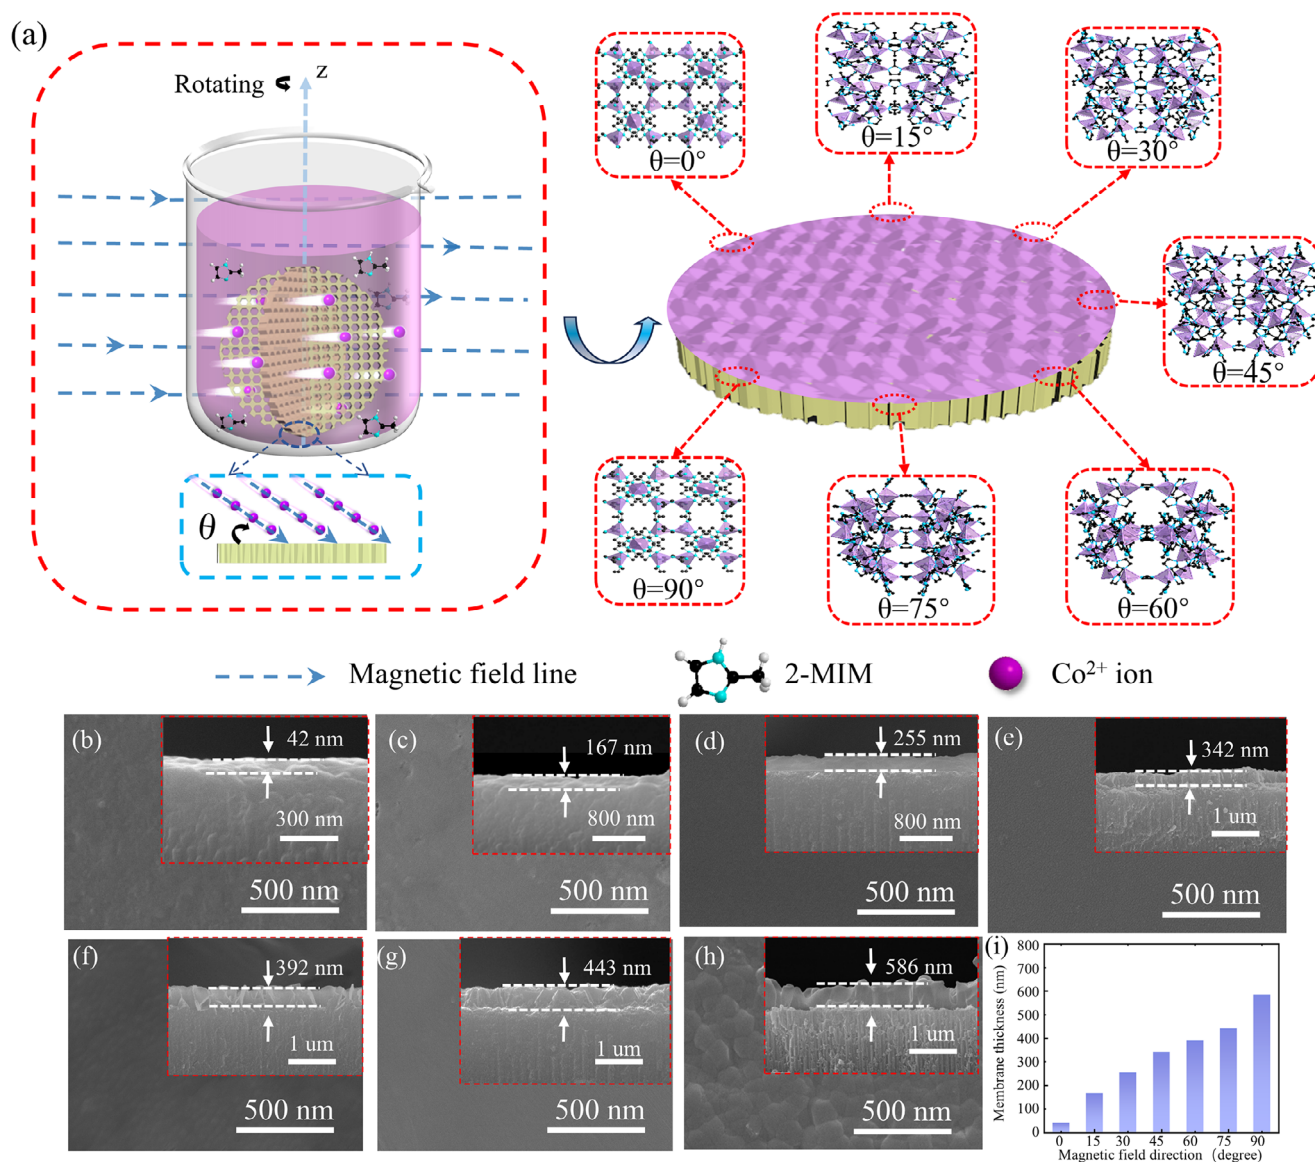 (a)
Rotating
z
θ
θ=0°
θ=15°
θ=30°
θ=45°
θ=90°
θ=75°
θ=60°
Magnetic field line
2-MIM
Co²⁺ ion
(b)
42 nm
300 nm
500 nm
(c)
167 nm
800 nm
500 nm
(d)
255 nm
800 nm
500 nm
(e)
342 nm
1 um
500 nm
(f)
392 nm
1 um
500 nm
(g)
443 nm
1 um
500 nm
(h)
586 nm
1 um
500 nm
(i)
Membrane thickness (nm)
800
700
600
500
400
300
200
100
0
0 15 30 45 60 75 90
Magnetic field direction (degree)